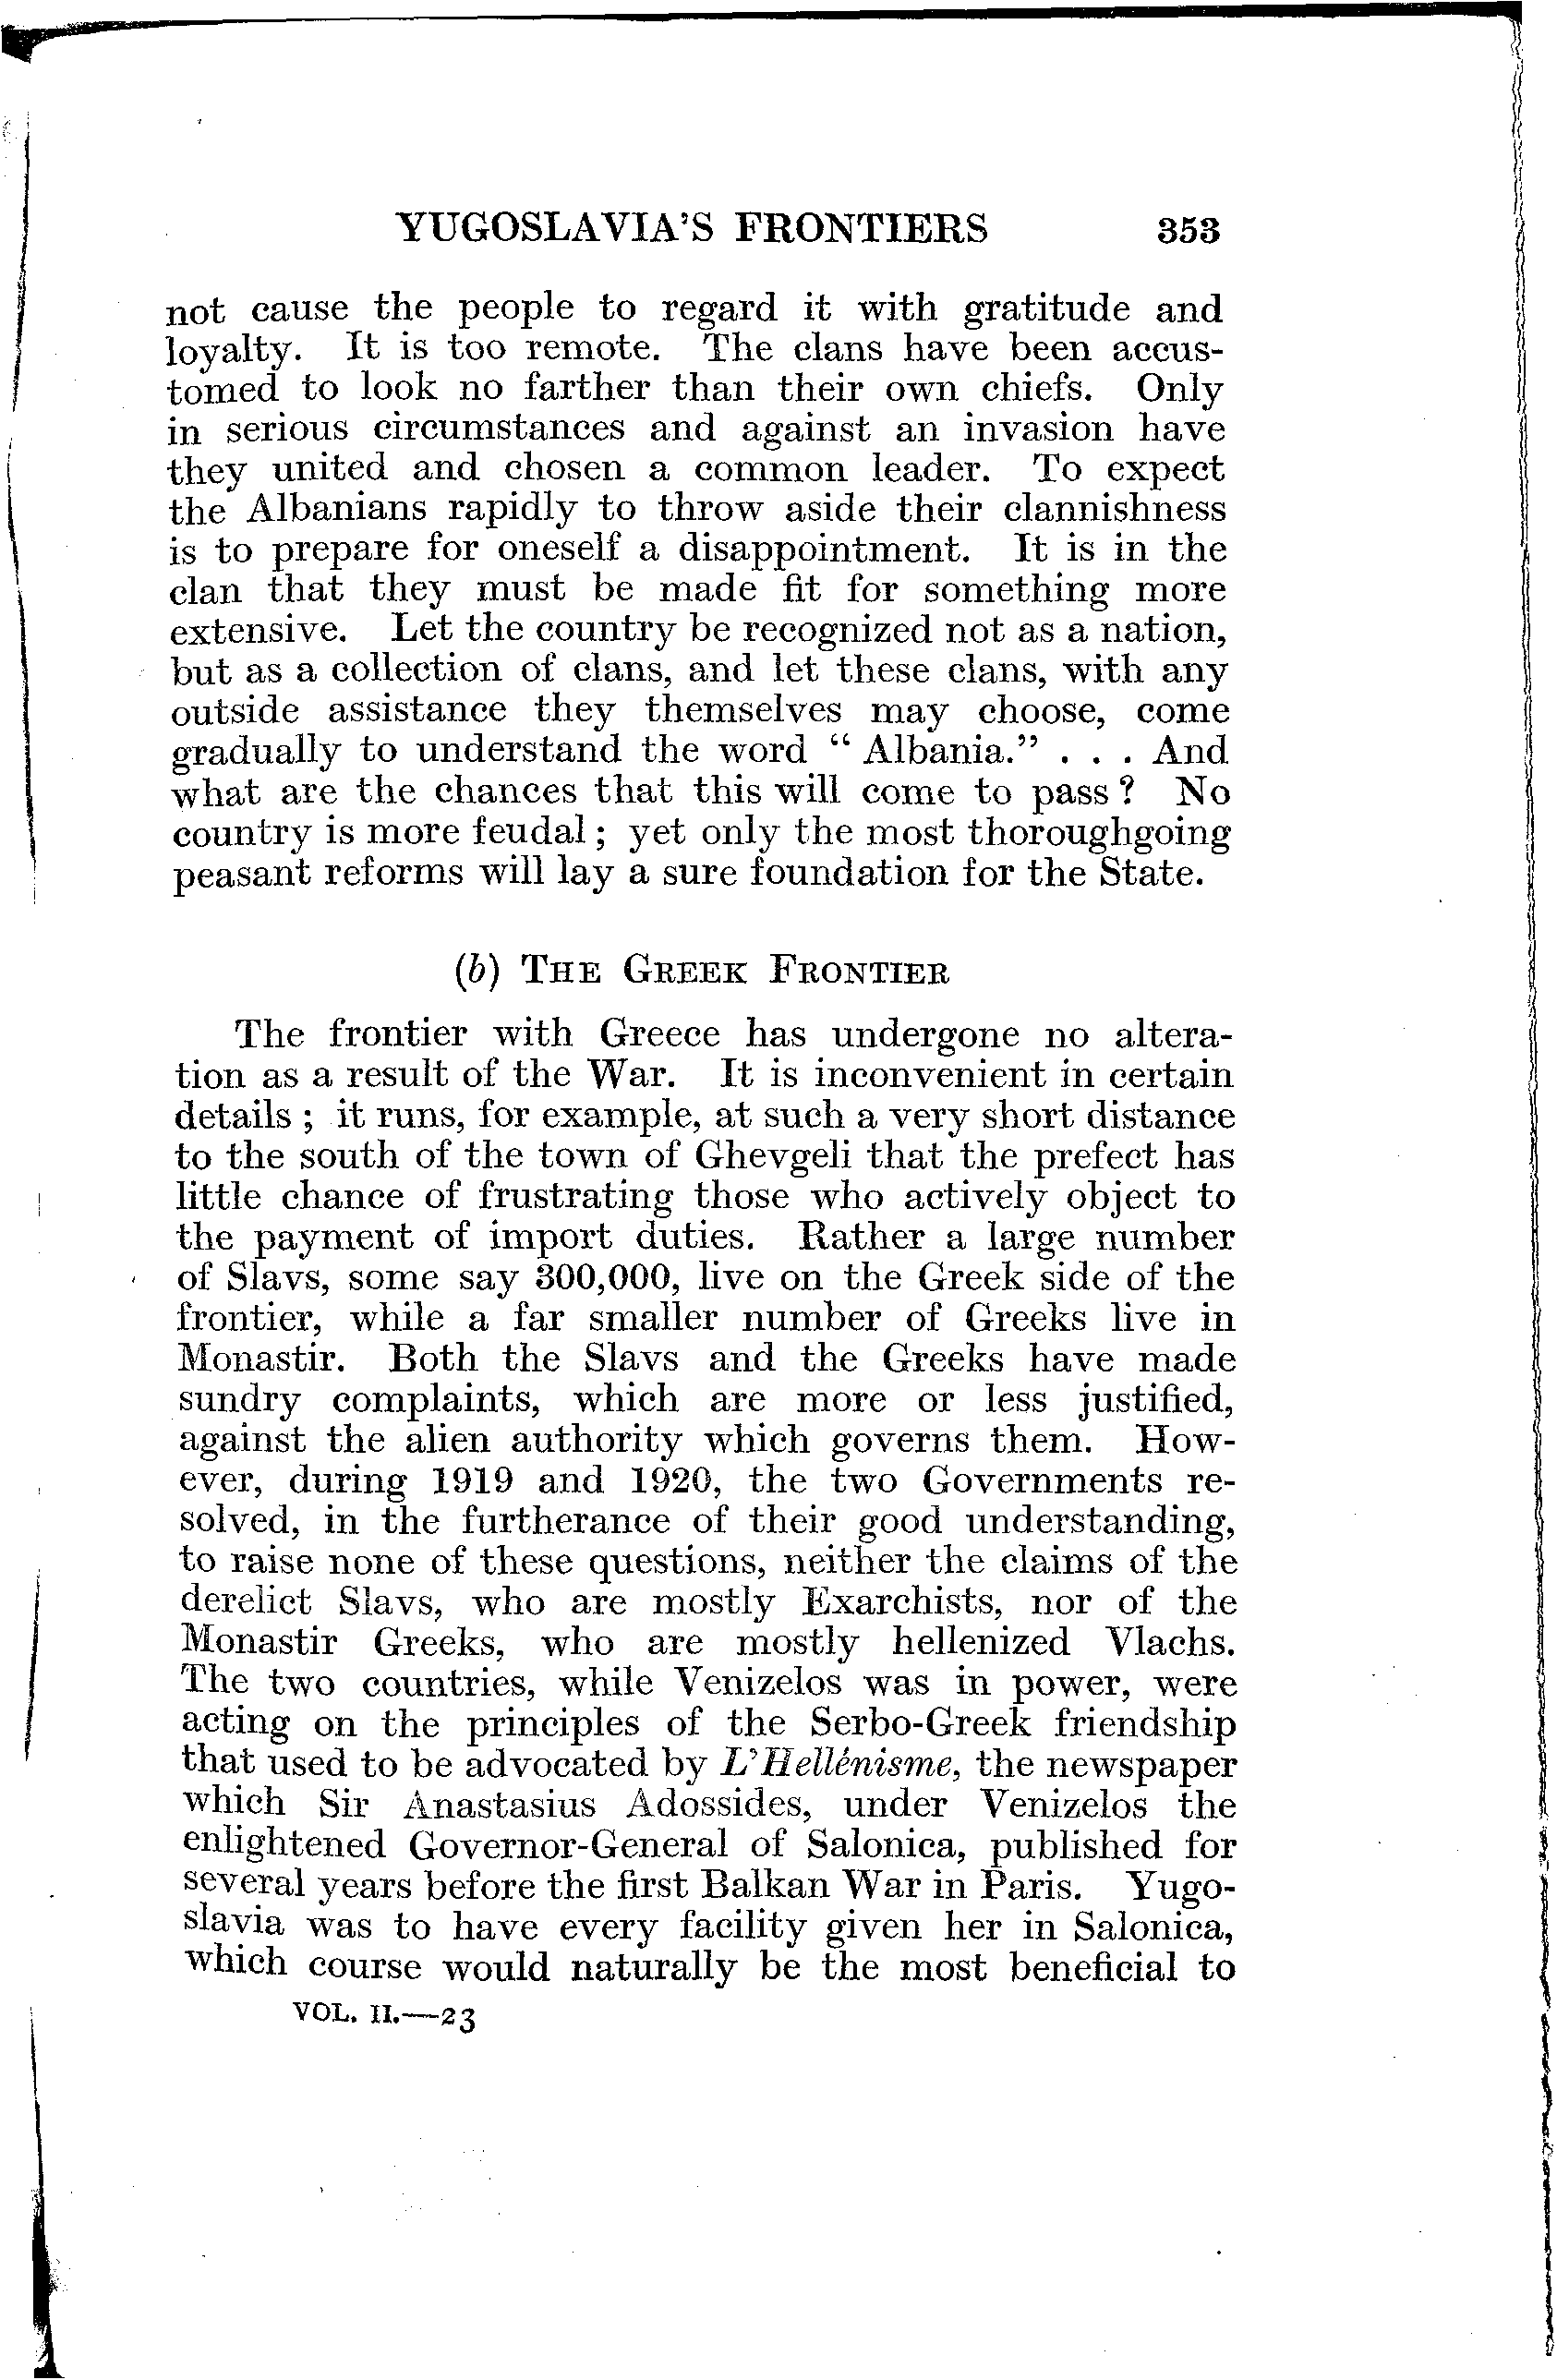 YUGOSLAVIA'S FRONTIERS 353
not cause the people to regard it with gratitude and
loyalty. It is too remote. The clans have been accus-
tomed to look no farther than their own chiefs. Only
in serious circumstances and against an invasion have
they united and chosen a common leader. To expect
the Albanians rapidly to throw aside their clannishness
is to prepare for oneself a disappointment. It is in the
clan that they must be made fit for something more
extensive. Let the country be recognized not as a nation,
but as a collection of clans, and let these clans, with any
outside assistance they themselves may choose, come
gradually to understand the word “ Albania.” . . . And
what are the chances that this will come to pass ? No
country is more feudal ; yet only the most thoroughgoing
peasant reforms will lay a sure foundation for the State.
(b) THE GREEK FRONTIER
The frontier with Greece has undergone no altera-
tion as a result of the War. It is inconvenient in certain
details ; it runs, for example, at such a very short distance
to the south of the town of Ghevgeli that the prefect has
little chance of frustrating those who actively object to
the payment of import duties. Rather a large number
of Slavs, some say 300,000, live on the Greek side of the
frontier, while a far smaller number of Greeks live in
Monastir. Both the Slavs and the Greeks have made
sundry complaints, which are more or less justified,
against the alien authority which governs them. How-
ever, during 1919 and 1920, the two Governments re-
solved, in the furtherance of their good understanding,
to raise none of these questions, neither the claims of the
derelict Slavs, who are mostly Exarchists, nor of the
Monastir Greeks, who are mostly hellenized Vlachs.
The two countries, while Venizelos was in power, were
acting on the principles of the Serbo-Greek friendship
that used to be advocated by L'Hellénisme, the newspaper
which Sir Anastasius Adossides, under Venizelos the
enlightened Governor-General of Salonica, published for
several years before the first Balkan War in Paris. Yugo-
slavia was to have every facility given her in Salonica,
which course would naturally be the most beneficial to
VOL. II.—23